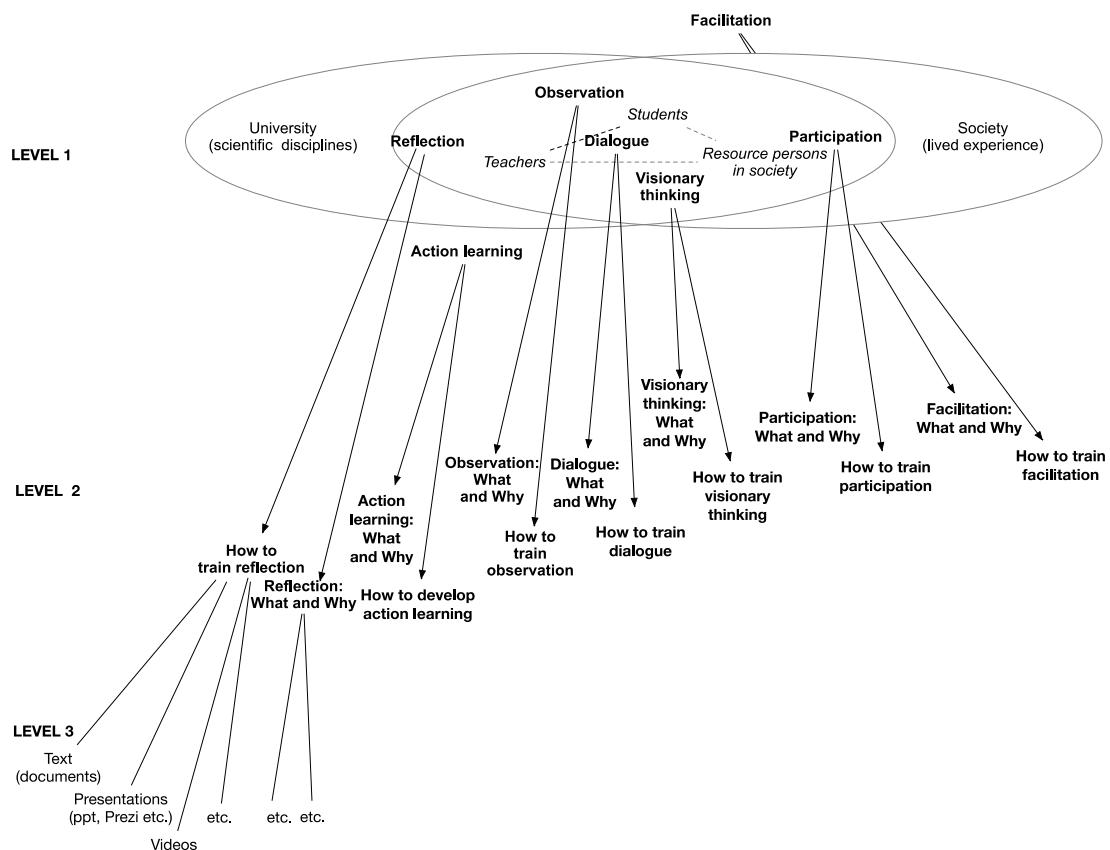 Facilitation
Observation
Students
University
(scientific disciplines)
Reflection
Dialogue
Participation
Society
(lived experience)
LEVEL 1
Teachers
Resource persons
in society
Visionary
thinking
Action learning
Visionary
thinking:
What
and Why
Participation:
What and Why
Facilitation:
What and Why
How to train
facilitation
Observation:
What
and Why
Dialogue:
What
and Why
How to train
visionary
thinking
How to train
participation
LEVEL 2
Action
learning:
What
and Why
How to
train
observation
How to train
dialogue
How to
train reflection
Reflection:
What and Why
How to develop
action learning
LEVEL 3
Text
(documents)
Presentations
(ppt, Prezi etc.)
Videos
etc.
etc.
etc.